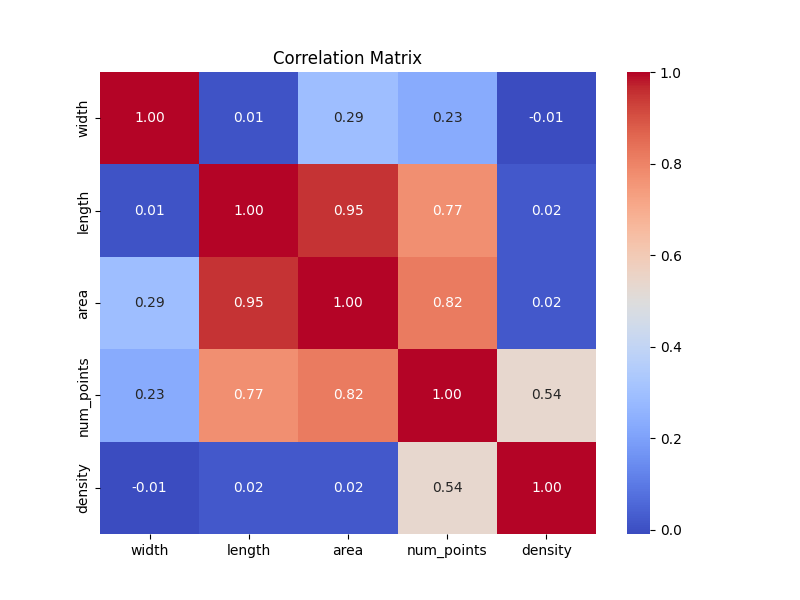 Correlation Matrix
width 1.00 0.01 0.29 0.23 -0.01
length 0.01 1.00 0.95 0.77 0.02
area 0.29 0.95 1.00 0.82 0.02
num_points 0.23 0.77 0.82 1.00 0.54
density -0.01 0.02 0.02 0.54 1.00
width length area num_points density
1.0
0.8
0.6
0.4
0.2
0.0